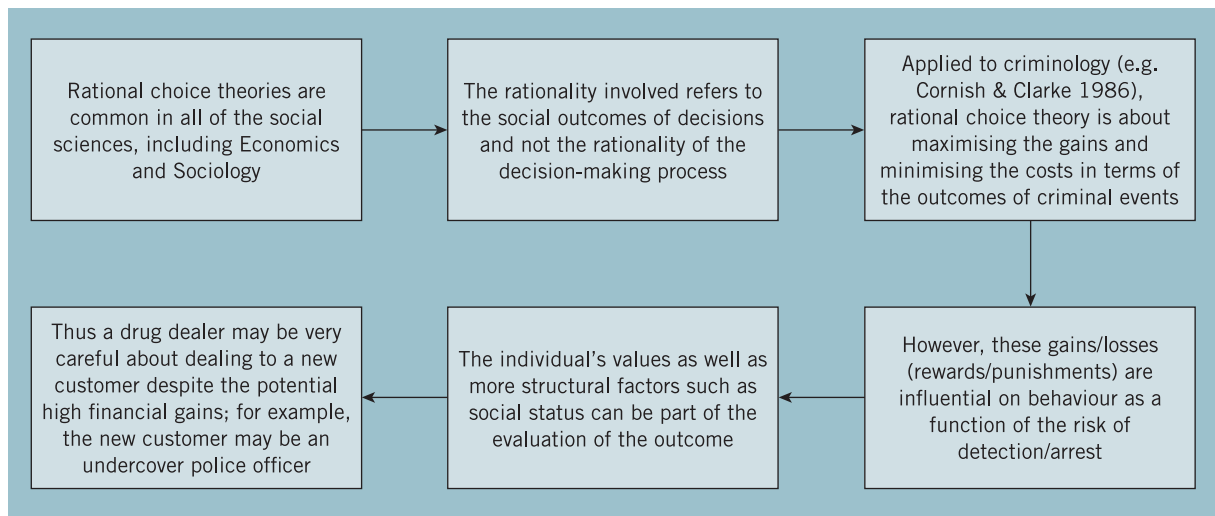 Rational choice theories are
common in all of the social
sciences, including Economics
and Sociology
The rationality involved refers to
the social outcomes of decisions
and not the rationality of the
decision-making process
Applied to criminology (e.g.
Cornish & Clarke 1986),
rational choice theory is about
maximising the gains and
minimising the costs in terms of
the outcomes of criminal events
However, these gains/losses
(rewards/punishments) are
influential on behaviour as a
function of the risk of
detection/arrest
The individual’s values as well as
more structural factors such as
social status can be part of the
evaluation of the outcome
Thus a drug dealer may be very
careful about dealing to a new
customer despite the potential
high financial gains; for example,
the new customer may be an
undercover police officer